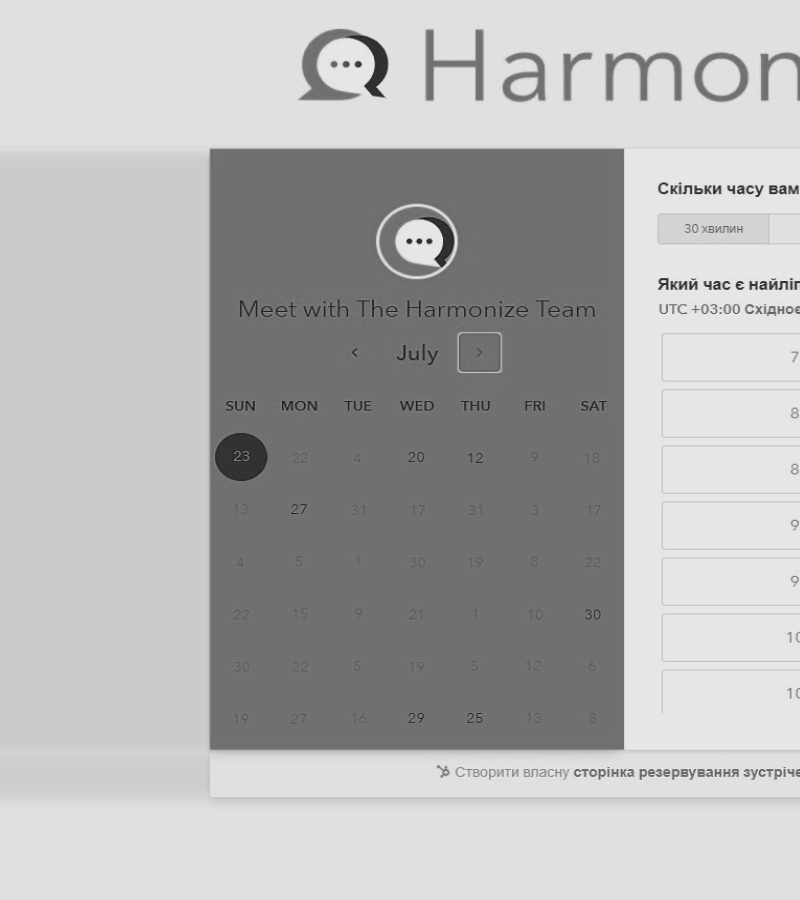 Harmon
Meet with The Harmonize Team
July
SUN MON TUE WED THU FRI SAT
23 22 4 20 12 9 18
13 27 31 17 31 3 17
4 5 1 30 19 8 22
22 15 9 21 1 10 30
30 22 5 19 5 12 6
19 27 16 29 25 13 8
Скільки часу вам
30 хвилин
Який час є найліп
UTC +03:00 Східноє
7
8
8
9
9
10
10
Створити власну сторінка резервування зустріче